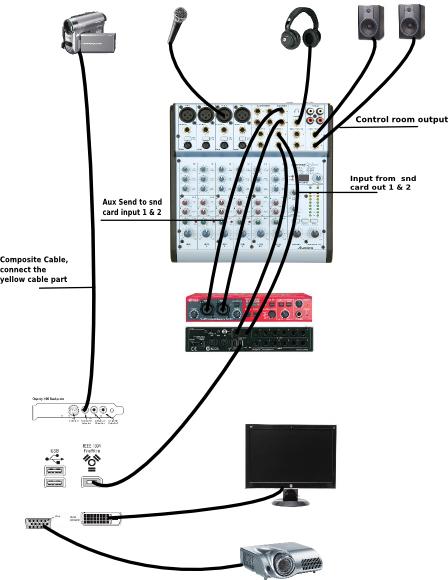 Control room output
Input from snd
card out 1 & 2
Aux Send to snd
card input 1 & 2
Composite Cable,
connect the
yellow cable part
USB
IEEE 1394
FireWire